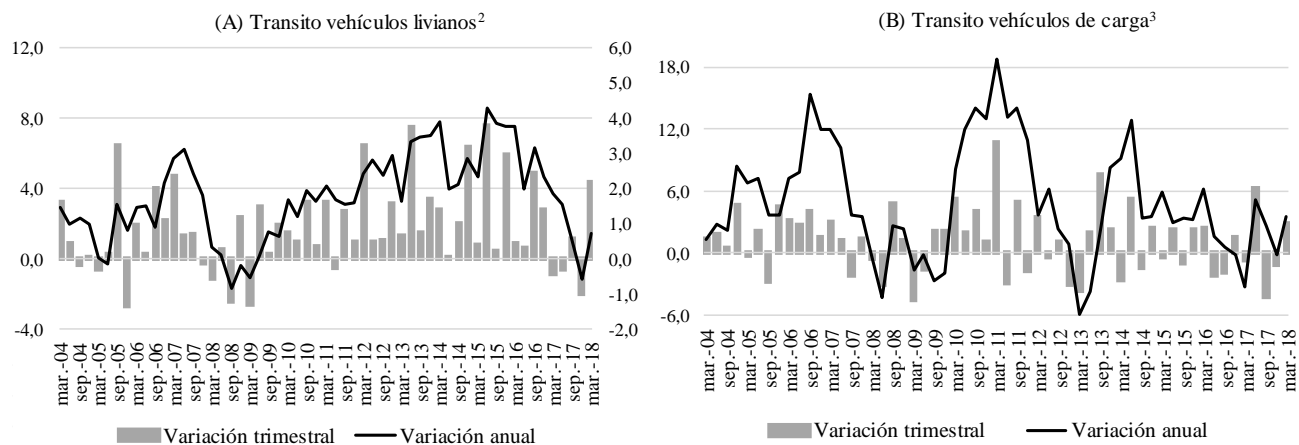 (A) Transito vehículos livianos²
12,0
8,0
4,0
0,0
-4,0
6,0
5,0
4,0
3,0
2,0
1,0
0,0
-1,0
-2,0
mar.-04
sep.-04
mar.-05
sep.-05
mar.-06
sep.-06
mar.-07
sep.-07
mar.-08
sep.-08
mar.-09
sep.-09
mar.-10
sep.-10
mar.-11
sep.-11
mar.-12
sep.-12
mar.-13
sep.-13
mar.-14
sep.-14
mar.-15
sep.-15
mar.-16
sep.-16
mar.-17
sep.-17
mar.-18
Variación trimestral Variación anual
(B) Transito vehículos de carga³
18,0
12,0
6,0
0,0
-6,0
mar.-04
sep.-04
mar.-05
sep.-05
mar.-06
sep.-06
mar.-07
sep.-07
mar.-08
sep.-08
mar.-09
sep.-09
mar.-10
sep.-10
mar.-11
sep.-11
mar.-12
sep.-12
mar.-13
sep.-13
mar.-14
sep.-14
mar.-15
sep.-15
mar.-16
sep.-16
mar.-17
sep.-17
mar.-18
Variación trimestral Variación anual